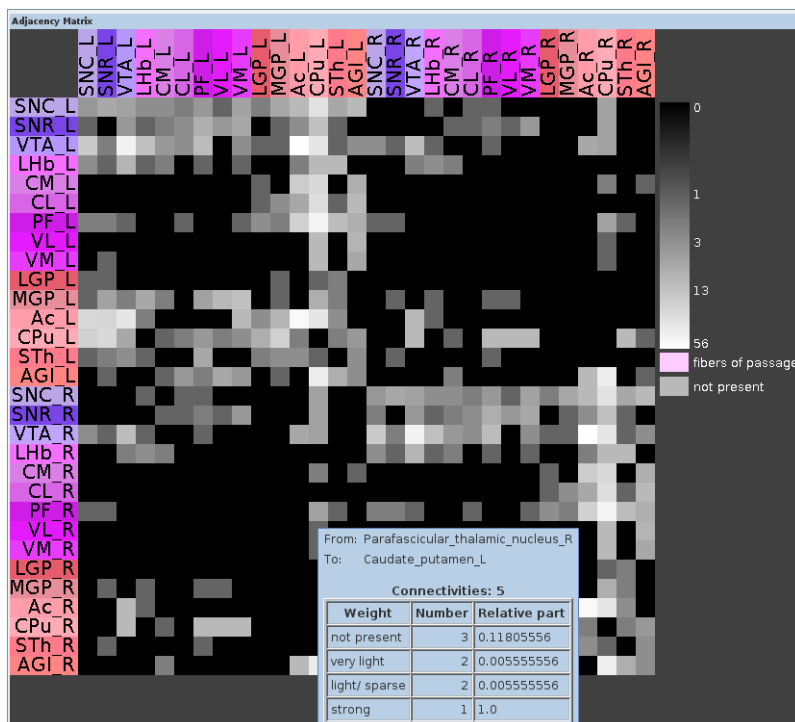 Adjacency Matrix
SNC_L SNR_L VTA_L LHb_L CM_L CL_L PF_L VL_L VM_L LGP_L MGP_L Ac_L CPu_L STh_L AGl_L SNC_R SNR_R VTA_R LHb_R CM_R CL_R PF_R VL_R VM_R LGP_R MGP_R Ac_R CPu_R STh_R AGl_R
SNC_L
SNR_L
VTA_L
LHb_L
CM_L
CL_L
PF_L
VL_L
VM_L
LGP_L
MGP_L
Ac_L
CPu_L
STh_L
AGl_L
SNC_R
SNR_R
VTA_R
LHb_R
CM_R
CL_R
PF_R
VL_R
VM_R
LGP_R
MGP_R
Ac_R
CPu_R
STh_R
AGl_R
0
1
3
13
56
fibers of passage
not present
From: Parafascicular_thalamic_nucleus_R
To: Caudate_putamen_L
Connectivities: 5
Weight Number Relative part
not present 3 0.11805556
very light 2 0.005555556
light/ sparse 2 0.005555556
strong 1 1.0